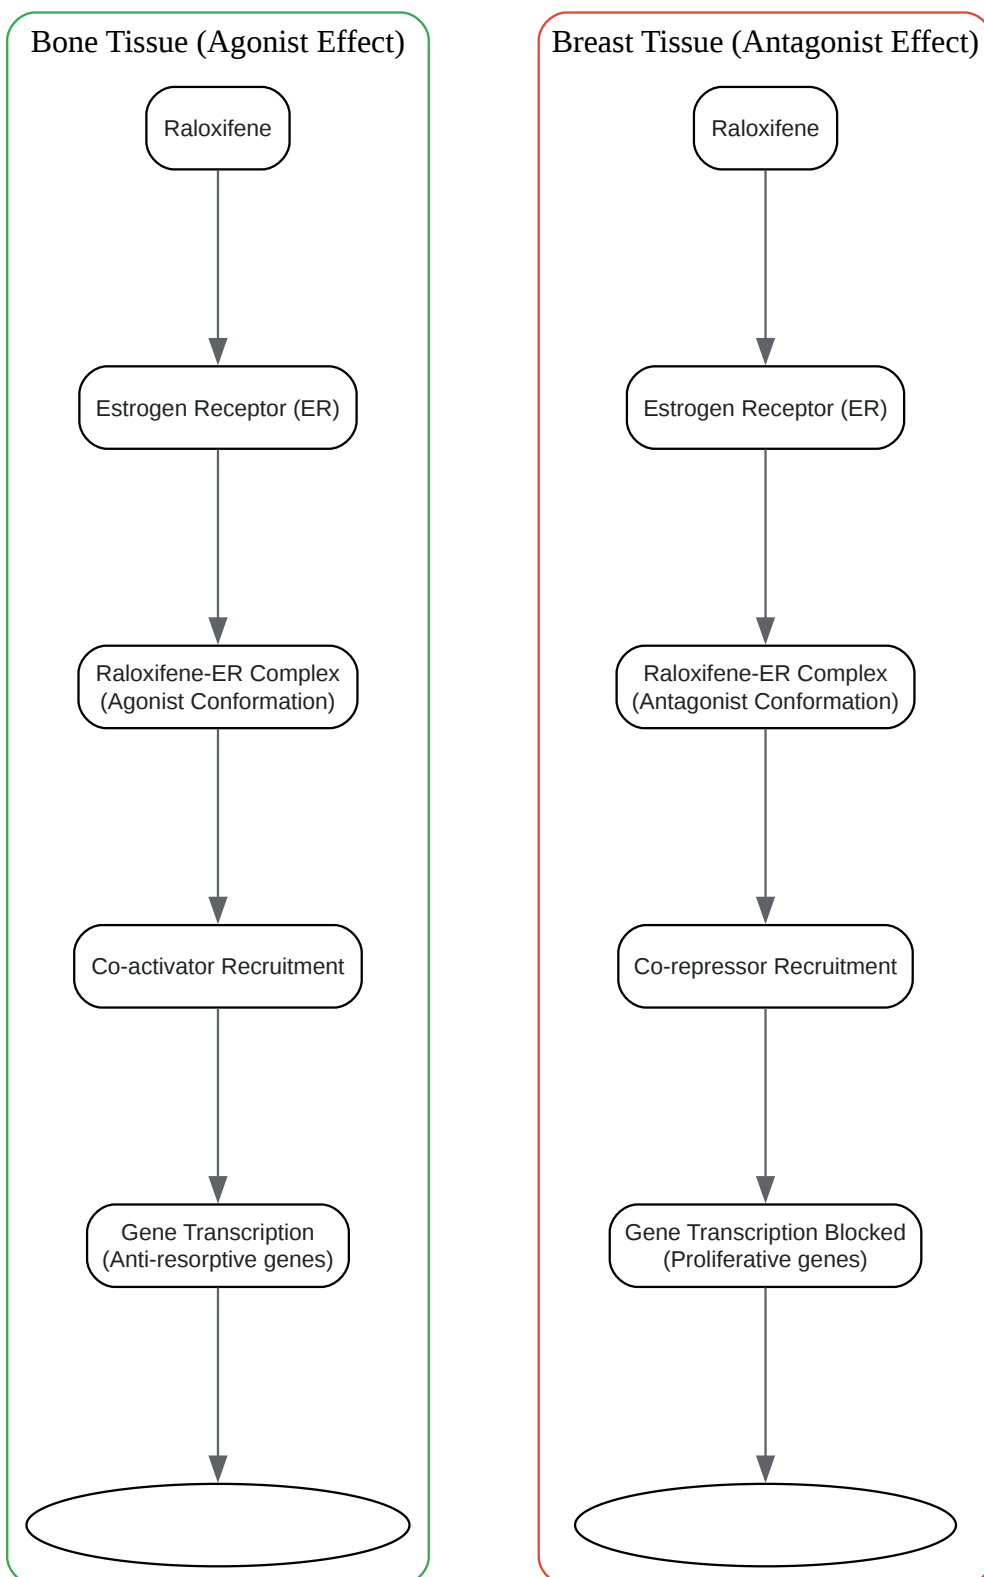 Bone Tissue (Agonist Effect)
Raloxifene
Estrogen Receptor (ER)
Raloxifene-ER Complex
(Agonist Conformation)
Co-activator Recruitment
Gene Transcription
(Anti-resorptive genes)
Breast Tissue (Antagonist Effect)
Raloxifene
Estrogen Receptor (ER)
Raloxifene-ER Complex
(Antagonist Conformation)
Co-repressor Recruitment
Gene Transcription Blocked
(Proliferative genes)